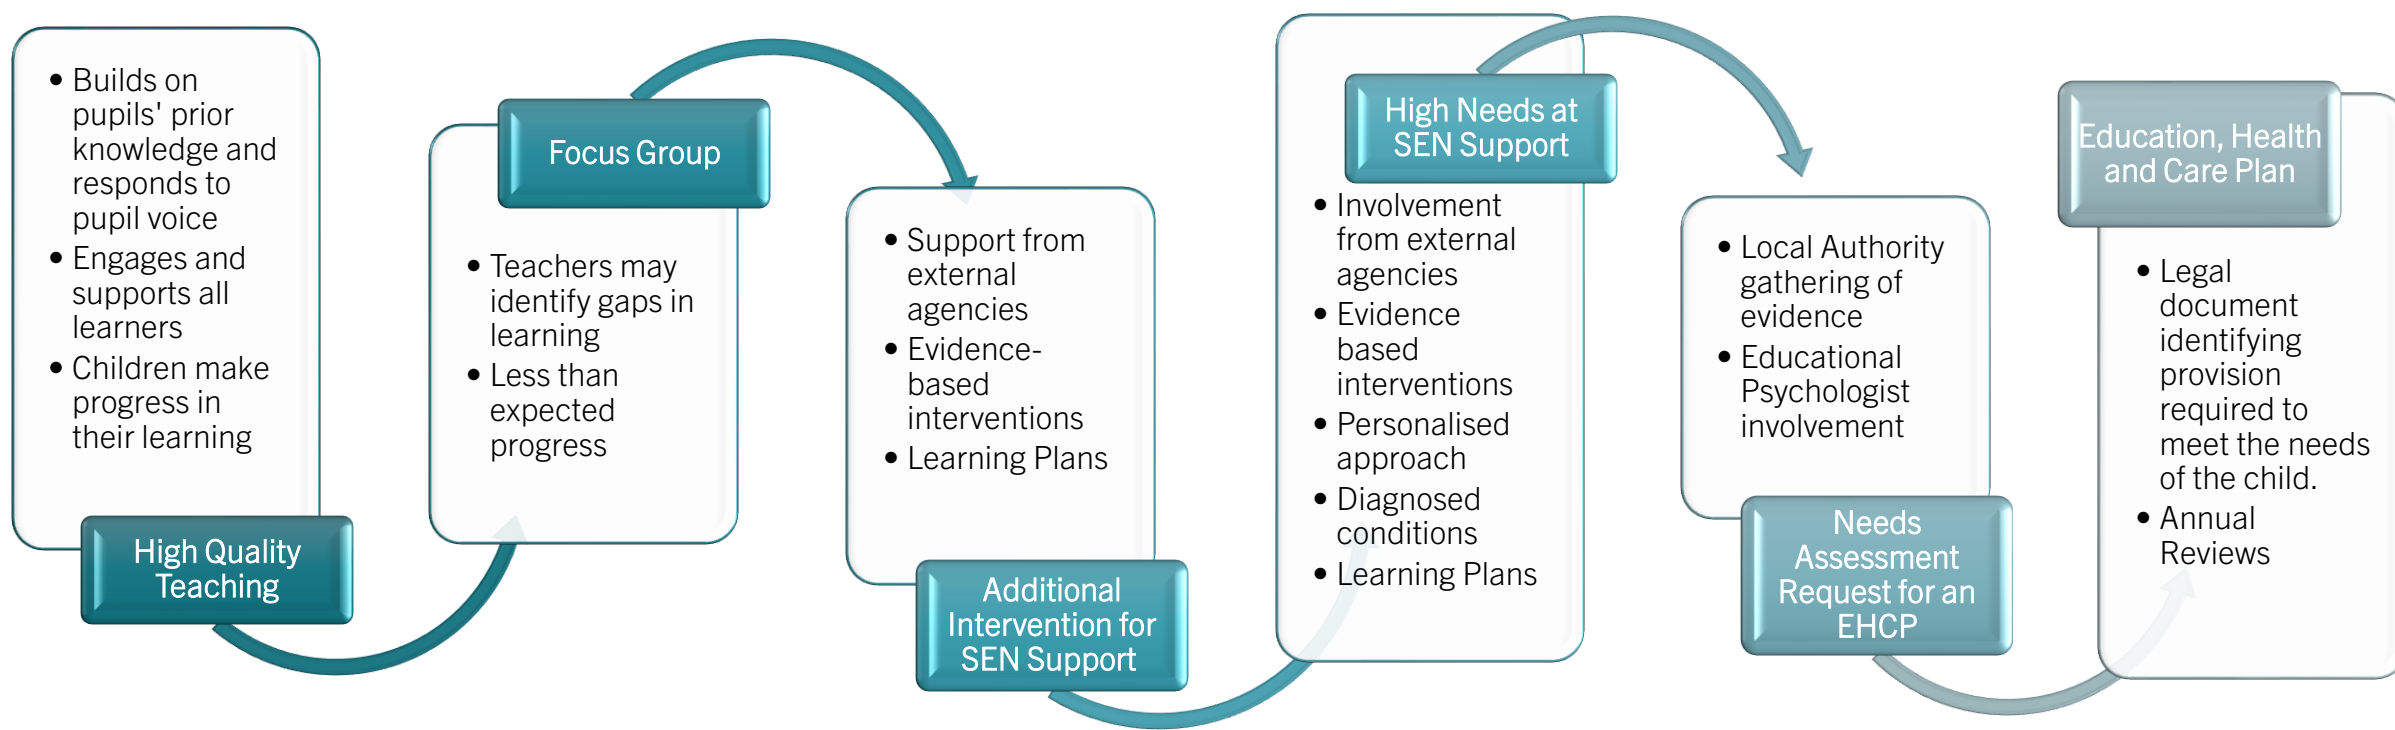 • Builds on
pupils' prior
knowledge and
responds to
pupil voice
• Engages and
supports all
learners
• Children make
progress in
their learning
High Quality
Teaching
Focus Group
• Teachers may
identify gaps in
learning
• Less than
expected
progress
• Support from
external
agencies
• Evidence-
based
interventions
• Learning Plans
Additional
Intervention for
SEN Support
High Needs at
SEN Support
• Involvement
from external
agencies
• Evidence
based
interventions
• Personalised
approach
• Diagnosed
conditions
• Learning Plans
• Local Authority
gathering of
evidence
• Educational
Psychologist
involvement
Needs
Assessment
Request for an
EHCP
Education, Health
and Care Plan
• Legal
document
identifying
provision
required to
meet the needs
of the child.
• Annual
Reviews